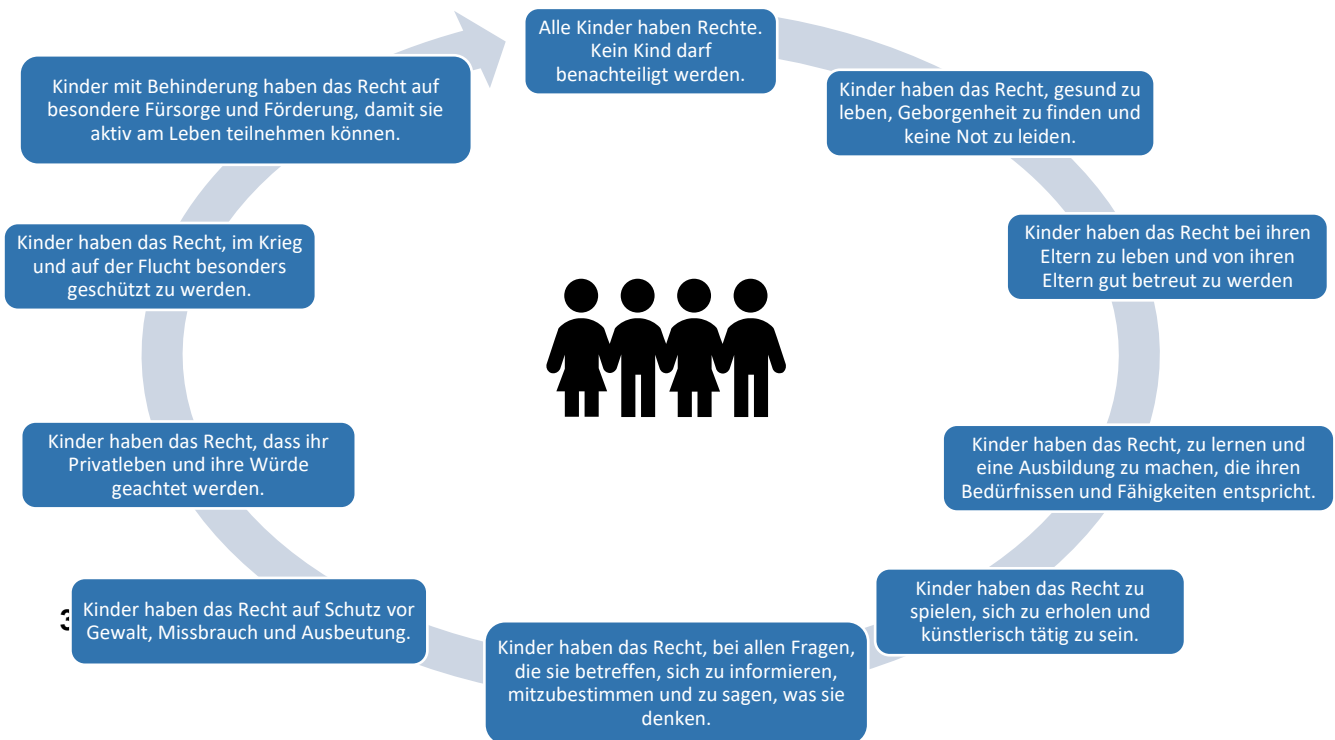 Alle Kinder haben Rechte.
Kein Kind darf
benachteiligt werden.
Kinder haben das Recht, gesund zu
leben, Geborgenheit zu finden und
keine Not zu leiden.
Kinder haben das Recht bei ihren
Eltern zu leben und von ihren
Eltern gut betreut zu werden
Kinder haben das Recht, zu lernen und
eine Ausbildung zu machen, die ihren
Bedürfnissen und Fähigkeiten entspricht.
Kinder haben das Recht zu
spielen, sich zu erholen und
künstlerisch tätig zu sein.
Kinder haben das Recht, bei allen Fragen,
die sie betreffen, sich zu informieren,
mitzubestimmen und zu sagen, was sie
denken.
Kinder haben das Recht auf Schutz vor
Gewalt, Missbrauch und Ausbeutung.
Kinder haben das Recht, dass ihr
Privatleben und ihre Würde
geachtet werden.
Kinder haben das Recht, im Krieg
und auf der Flucht besonders
geschützt zu werden.
Kinder mit Behinderung haben das Recht auf
besondere Fürsorge und Förderung, damit sie
aktiv am Leben teilnehmen können.